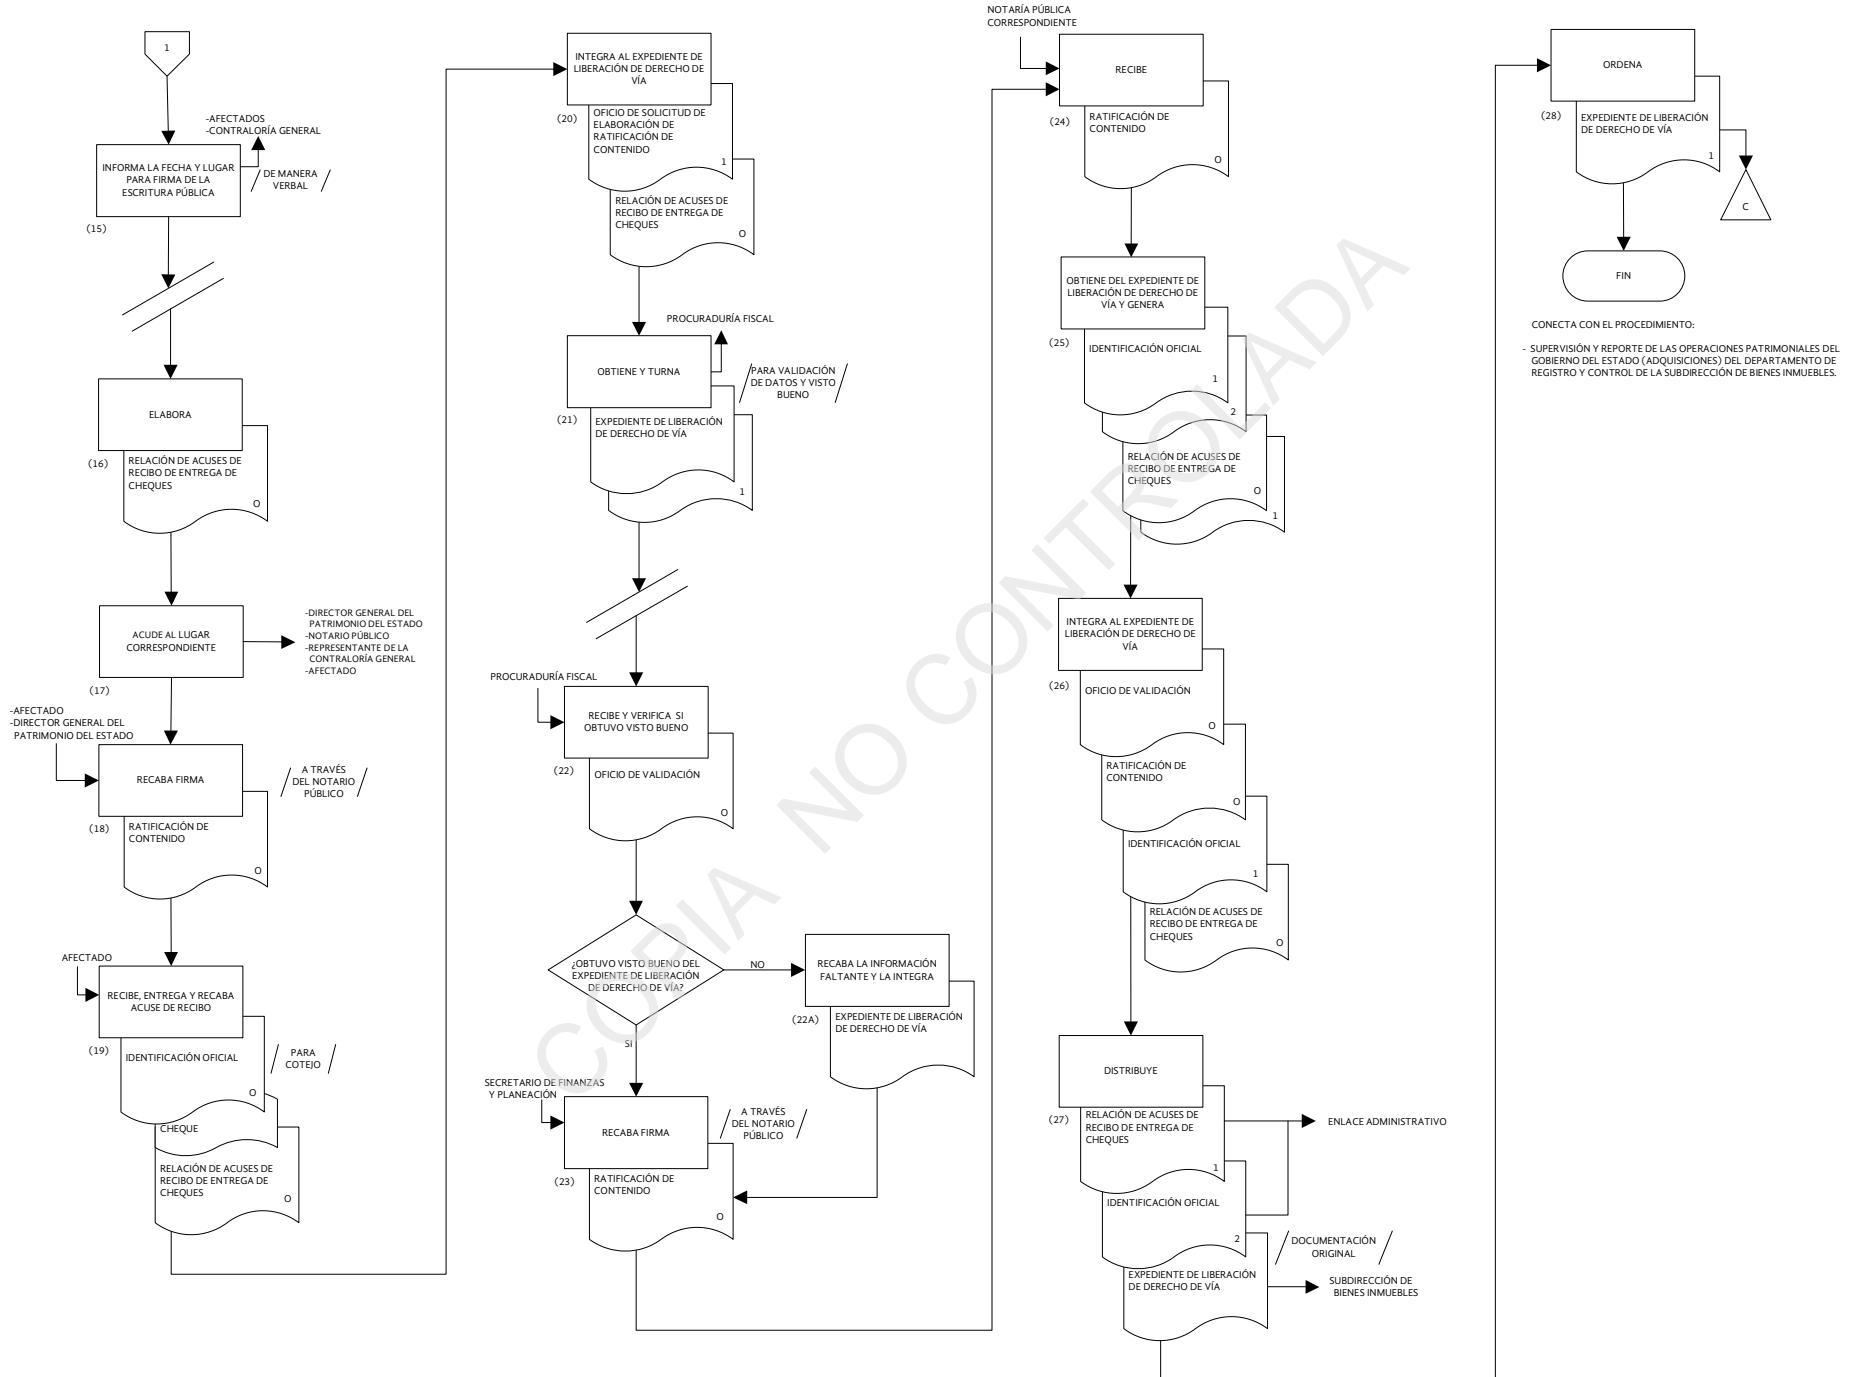 1
-AFECTADOS
-CONTRALORÍA GENERAL
INFORMA LA FECHA Y LUGAR
PARA FIRMA DE LA
ESCRITURA PÚBLICA
DE MANERA
VERBAL
(15)
ELABORA
(16)
RELACIÓN DE ACUSES DE
RECIBO DE ENTREGA DE
CHEQUES
O
ACUDE AL LUGAR
CORRESPONDIENTE
-DIRECTOR GENERAL DEL
PATRIMONIO DEL ESTADO
-NOTARIO PÚBLICO
-REPRESENTANTE DE LA
CONTRALORÍA GENERAL
-AFECTADO
(17)
-AFECTADO
-DIRECTOR GENERAL DEL
PATRIMONIO DEL ESTADO
RECABA FIRMA
A TRAVÉS
DEL NOTARIO
PÚBLICO
(18)
RATIFICACIÓN DE
CONTENIDO
O
AFECTADO
RECIBE, ENTREGA Y RECABA
ACUSE DE RECIBO
(19)
IDENTIFICACIÓN OFICIAL
PARA
COTEJO
O
CHEQUE
RELACIÓN DE ACUSES DE
RECIBO DE ENTREGA DE
CHEQUES
O
INTEGRA AL EXPEDIENTE DE
LIBERACIÓN DE DERECHO DE
VÍA
(20)
OFICIO DE SOLICITUD DE
ELABORACIÓN DE
RATIFICACIÓN DE
CONTENIDO
1
RELACIÓN DE ACUSES DE
RECIBO DE ENTREGA DE
CHEQUES
O
PROCURADURÍA FISCAL
OBTIENE Y TURNA
PARA VALIDACIÓN
DE DATOS Y VISTO
BUENO
(21)
EXPEDIENTE DE LIBERACIÓN
DE DERECHO DE VÍA
1
PROCURADURÍA FISCAL
RECIBE Y VERIFICA SI
OBTUVO VISTO BUENO
(22)
OFICIO DE VALIDACIÓN
O
¿OBTUVO VISTO BUENO DEL
EXPEDIENTE DE LIBERACIÓN
DE DERECHO DE VÍA?
NO
RECABA LA INFORMACIÓN
FALTANTE Y LA INTEGRA
(22A)
EXPEDIENTE DE LIBERACIÓN
DE DERECHO DE VÍA
SI
SECRETARIO DE FINANZAS
Y PLANEACIÓN
RECABA FIRMA
A TRAVÉS
DEL NOTARIO
PÚBLICO
(23)
RATIFICACIÓN DE
CONTENIDO
O
NOTARÍA PÚBLICA
CORRESPONDIENTE
RECIBE
(24)
RATIFICACIÓN DE
CONTENIDO
O
OBTIENE DEL EXPEDIENTE DE
LIBERACIÓN DE DERECHO DE
VÍA Y GENERA
(25)
IDENTIFICACIÓN OFICIAL
1
2
RELACIÓN DE ACUSES DE
RECIBO DE ENTREGA DE
CHEQUES
O
1
INTEGRA AL EXPEDIENTE DE
LIBERACIÓN DE DERECHO DE
VÍA
(26)
OFICIO DE VALIDACIÓN
O
RATIFICACIÓN DE
CONTENIDO
O
IDENTIFICACIÓN OFICIAL
1
RELACIÓN DE ACUSES DE
RECIBO DE ENTREGA DE
CHEQUES
O
DISTRIBUYE
(27)
RELACIÓN DE ACUSES DE
RECIBO DE ENTREGA DE
CHEQUES
1
ENLACE ADMINISTRATIVO
IDENTIFICACIÓN OFICIAL
2
DOCUMENTACIÓN
ORIGINAL
EXPEDIENTE DE LIBERACIÓN
DE DERECHO DE VÍA
SUBDIRECCIÓN DE
BIENES INMUEBLES
ORDENA
(28)
EXPEDIENTE DE LIBERACIÓN
DE DERECHO DE VÍA
1
C
FIN
CONECTA CON EL PROCEDIMIENTO:
- SUPERVISIÓN Y REPORTE DE LAS OPERACIONES PATRIMONIALES DEL
GOBIERNO DEL ESTADO (ADQUISICIONES) DEL DEPARTAMENTO DE
REGISTRO Y CONTROL DE LA SUBDIRECCIÓN DE BIENES INMUEBLES.
COPIA NO CONTROLADA